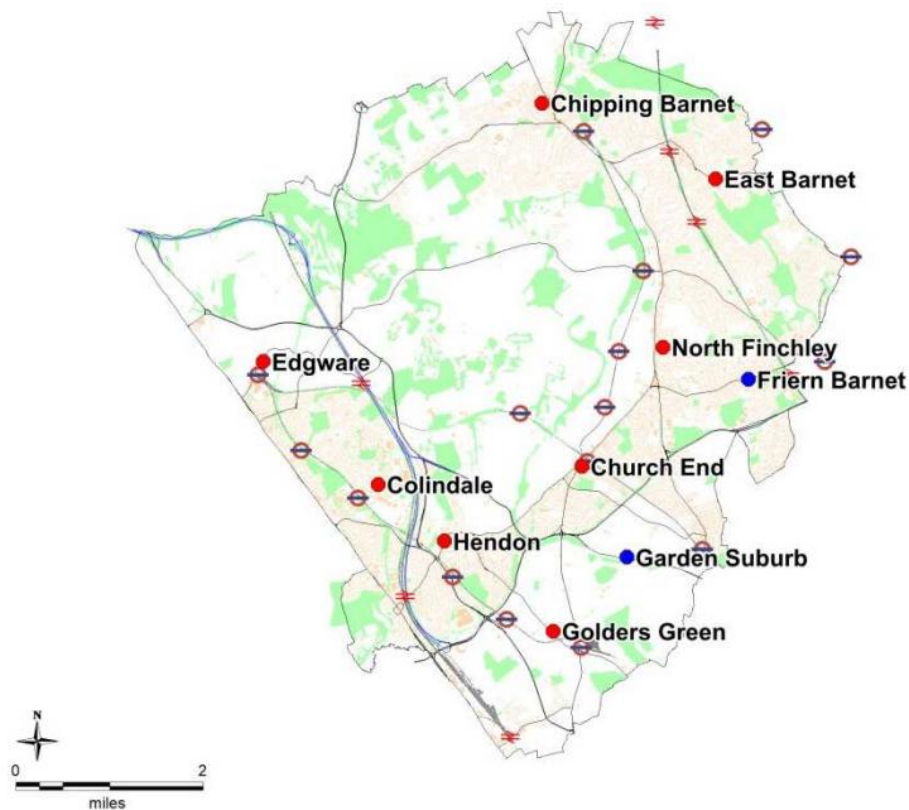 Chipping Barnet
East Barnet
North Finchley
Edgware
Friern Barnet
Church End
Colindale
Hendon
Garden Suburb
Golders Green
N
0 2
miles